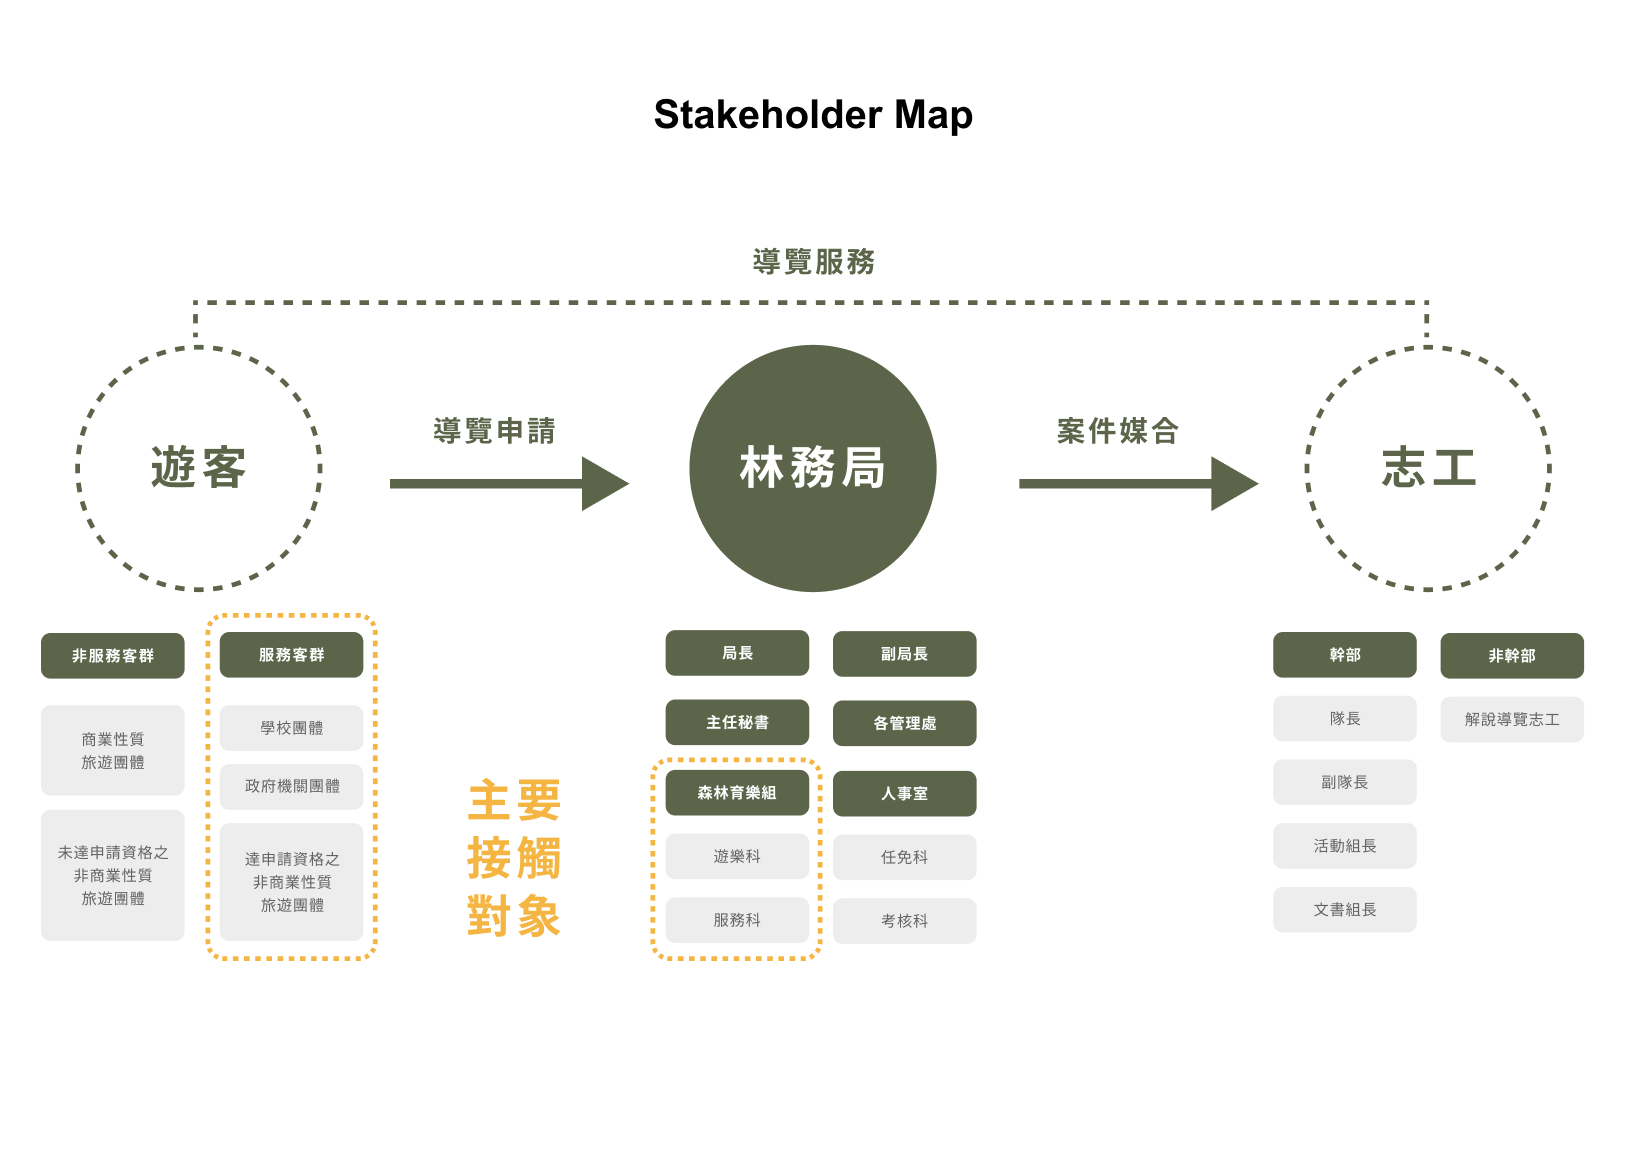 Stakeholder Map
導覽服務
遊客
導覽申請
林務局
案件媒合
志工
非服務客群
商業性質
旅遊團體
未達申請資格之
非商業性質
旅遊團體
服務客群
學校團體
政府機關團體
達申請資格之
非商業性質
旅遊團體
主要
接觸
對象
局長
副局長
主任秘書
各管理處
森林育樂組
遊樂科
服務科
人事室
任免科
考核科
幹部
隊長
副隊長
活動組長
文書組長
非幹部
解說導覽志工